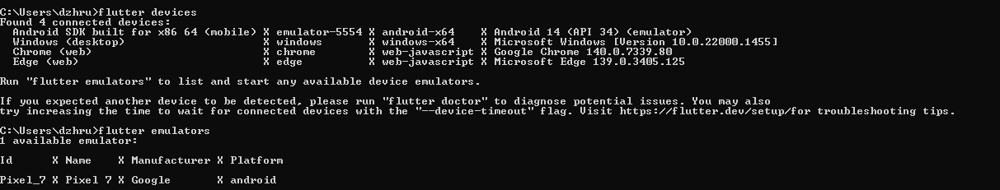 C:\Users\dzhru>flutter devices
Found 4 connected devices:
  Android SDK built for x86 64 (mobile) X emulator-5554 X android-x64    X Android 14 (API 34) (emulator)
  Windows (desktop)                     X windows       X windows-x64    X Microsoft Windows [Version 10.0.22000.1455]
  Chrome (web)                          X chrome        X web-javascript X Google Chrome 140.0.7339.80
  Edge (web)                            X edge          X web-javascript X Microsoft Edge 139.0.3405.125
Run "flutter emulators" to list and start any available device emulators.
If you expected another device to be detected, please run "flutter doctor" to diagnose potential issues. You may also
try increasing the time to wait for connected devices with the "--device-timeout" flag. Visit https://flutter.dev/setup/for troubleshooting tips.
C:\Users\dzhru>flutter emulators
1 available emulator:
Id      X Name    X Manufacturer X Platform
Pixel_7 X Pixel 7 X Google       X android